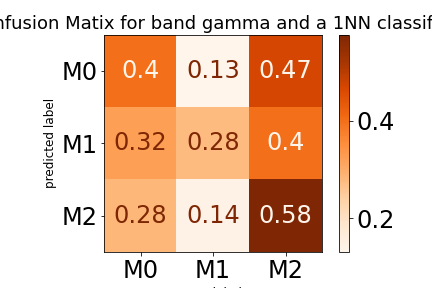 nfusion Matix for band gamma and a 1NN classif
M0 0.4 0.13 0.47
M1 0.32 0.28 0.4
M2 0.28 0.14 0.58
M0 M1 M2
predicted label
0.4
0.2